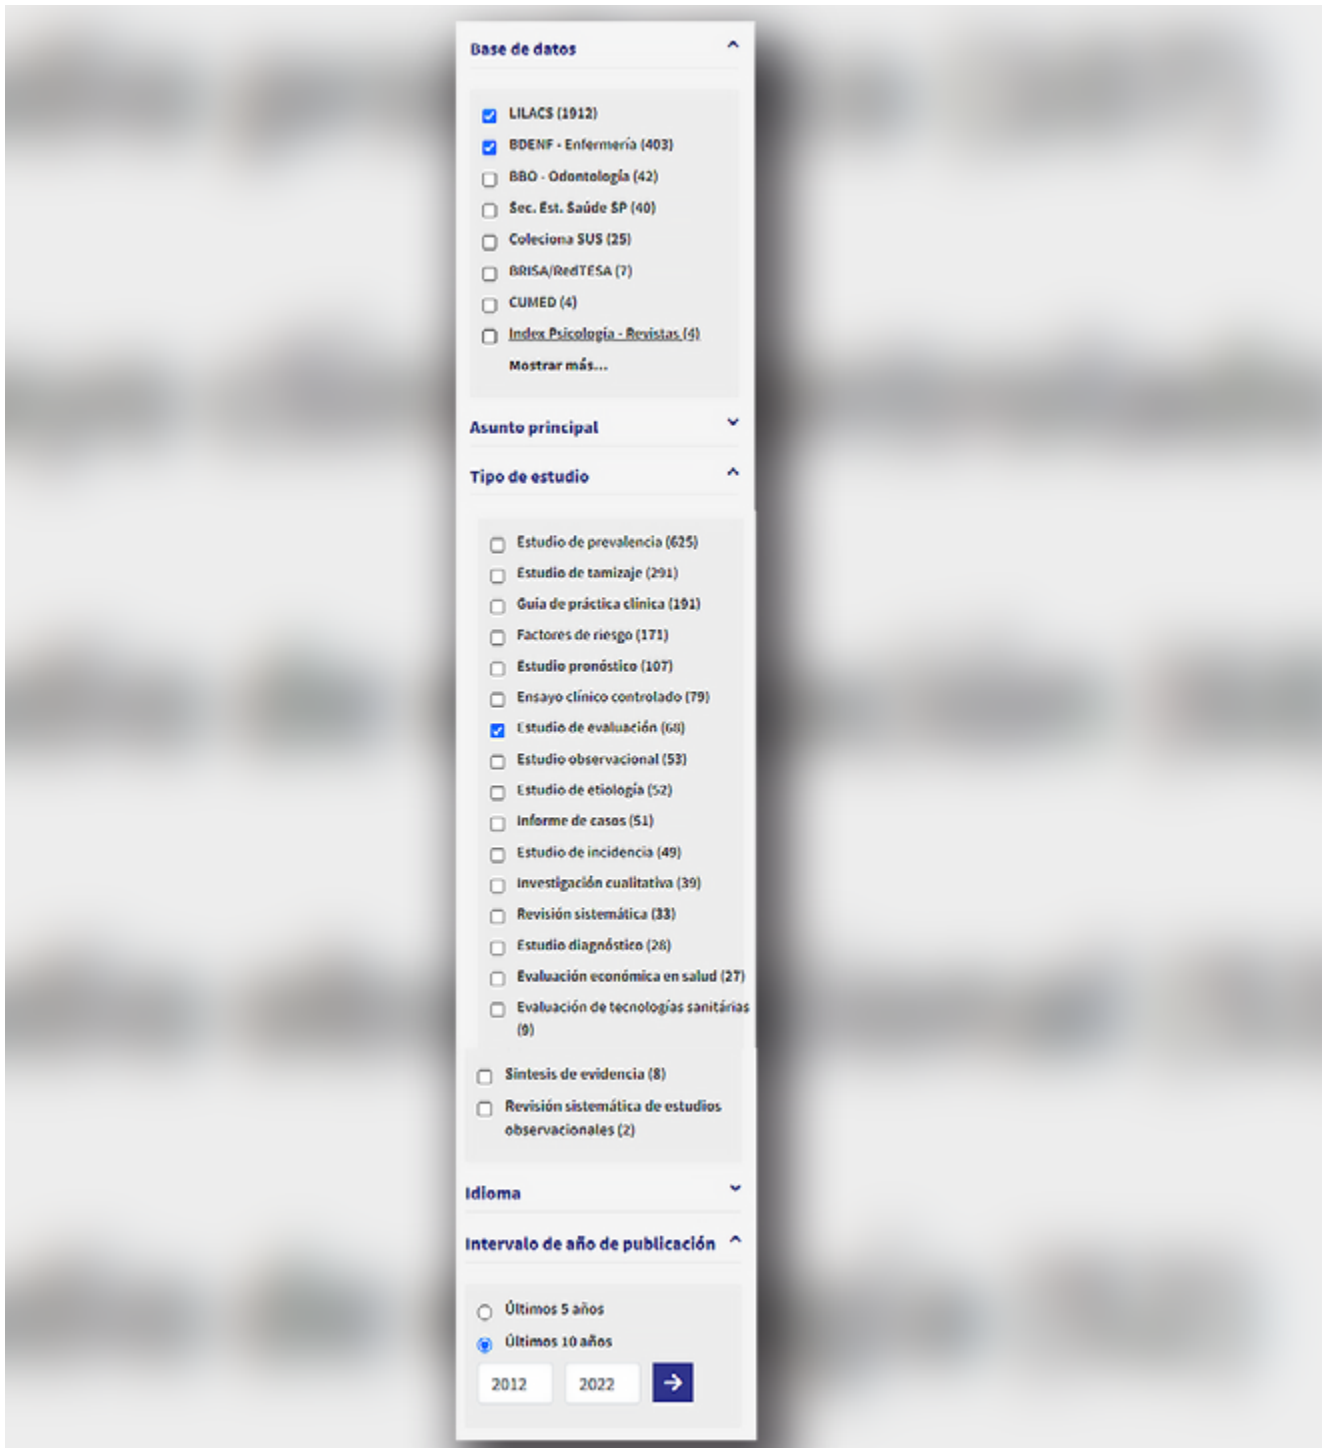 Base de datos
LILACS (1912)
BDENF - Enfermería (403)
BBO - Odontología (42)
Sec. Est. Saúde SP (40)
Coleciona SUS (25)
BRISA/RedTESA (7)
CUMED (4)
Index Psicología - Revistas (4)
Mostrar más...
Asunto principal
Tipo de estudio
Estudio de prevalencia (625)
Estudio de tamizaje (291)
Guía de práctica clínica (191)
Factores de riesgo (171)
Estudio pronóstico (107)
Ensayo clínico controlado (79)
Estudio de evaluación (68)
Estudio observacional (53)
Estudio de etiología (52)
Informe de casos (51)
Estudio de incidencia (49)
Investigación cualitativa (39)
Revisión sistemática (33)
Estudio diagnóstico (28)
Evaluación económica en salud (27)
Evaluación de tecnologías sanitárias
(9)
Síntesis de evidencia (8)
Revisión sistemática de estudios
observacionales (2)
Idioma
Intervalo de año de publicación
Últimos 5 años
Últimos 10 años
2012 2022